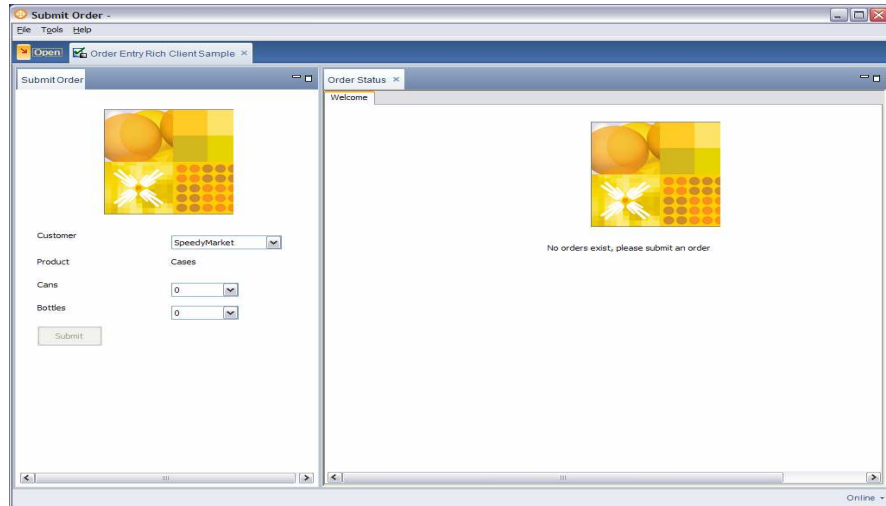 Submit Order -
File Tools Help
Open Order Entry Rich Client Sample
Submit Order
Customer SpeedyMarket
Product Cases
Cans 0
Bottles 0
Submit
Order Status
Welcome
No orders exist, please submit an order
Online